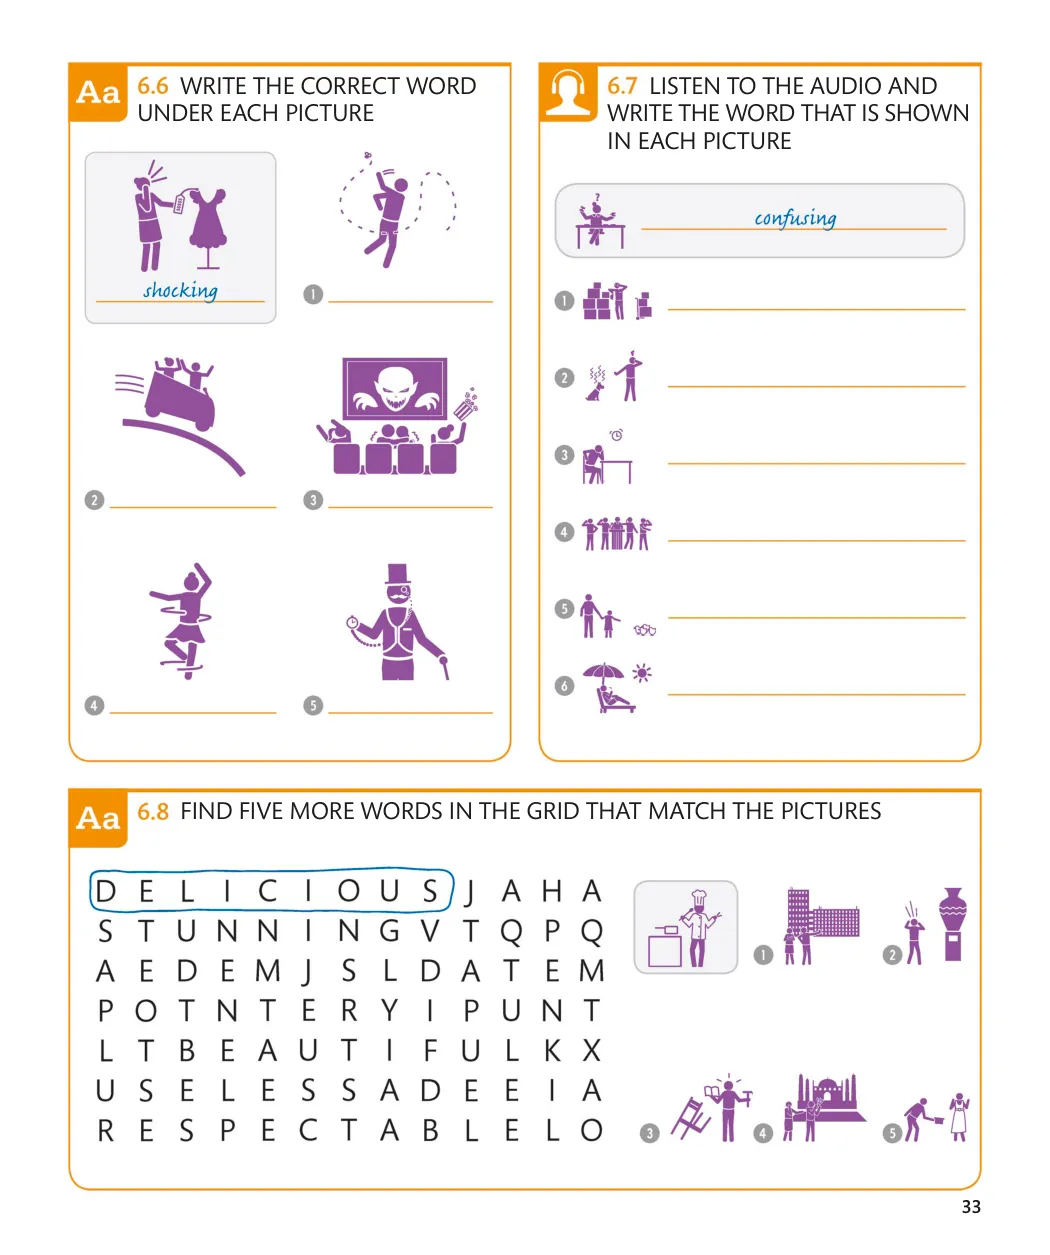 Aa
6.6 WRITE THE CORRECT WORD
UNDER EACH PICTURE
shocking
1
2
3
4
5
6.7 LISTEN TO THE AUDIO AND
WRITE THE WORD THAT IS SHOWN
IN EACH PICTURE
?
confusing
1
2
3
4
5
6
Aa
6.8 FIND FIVE MORE WORDS IN THE GRID THAT MATCH THE PICTURES
D E L I C I O U S J A H A
S T U N N I N G V T Q P Q
A E D E M J S L D A T E M
P O T N T E R Y I P U N T
L T B E A U T I F U L K X
U S E L E S S A D E E I A
R E S P E C T A B L E L O
1
2
3
4
5
33